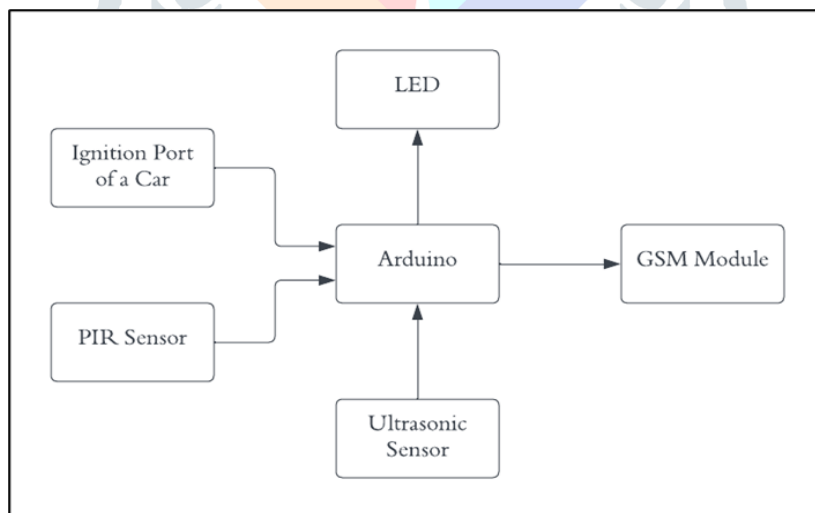 LED
Ignition Port
of a Car
Arduino
GSM Module
PIR Sensor
Ultrasonic
Sensor